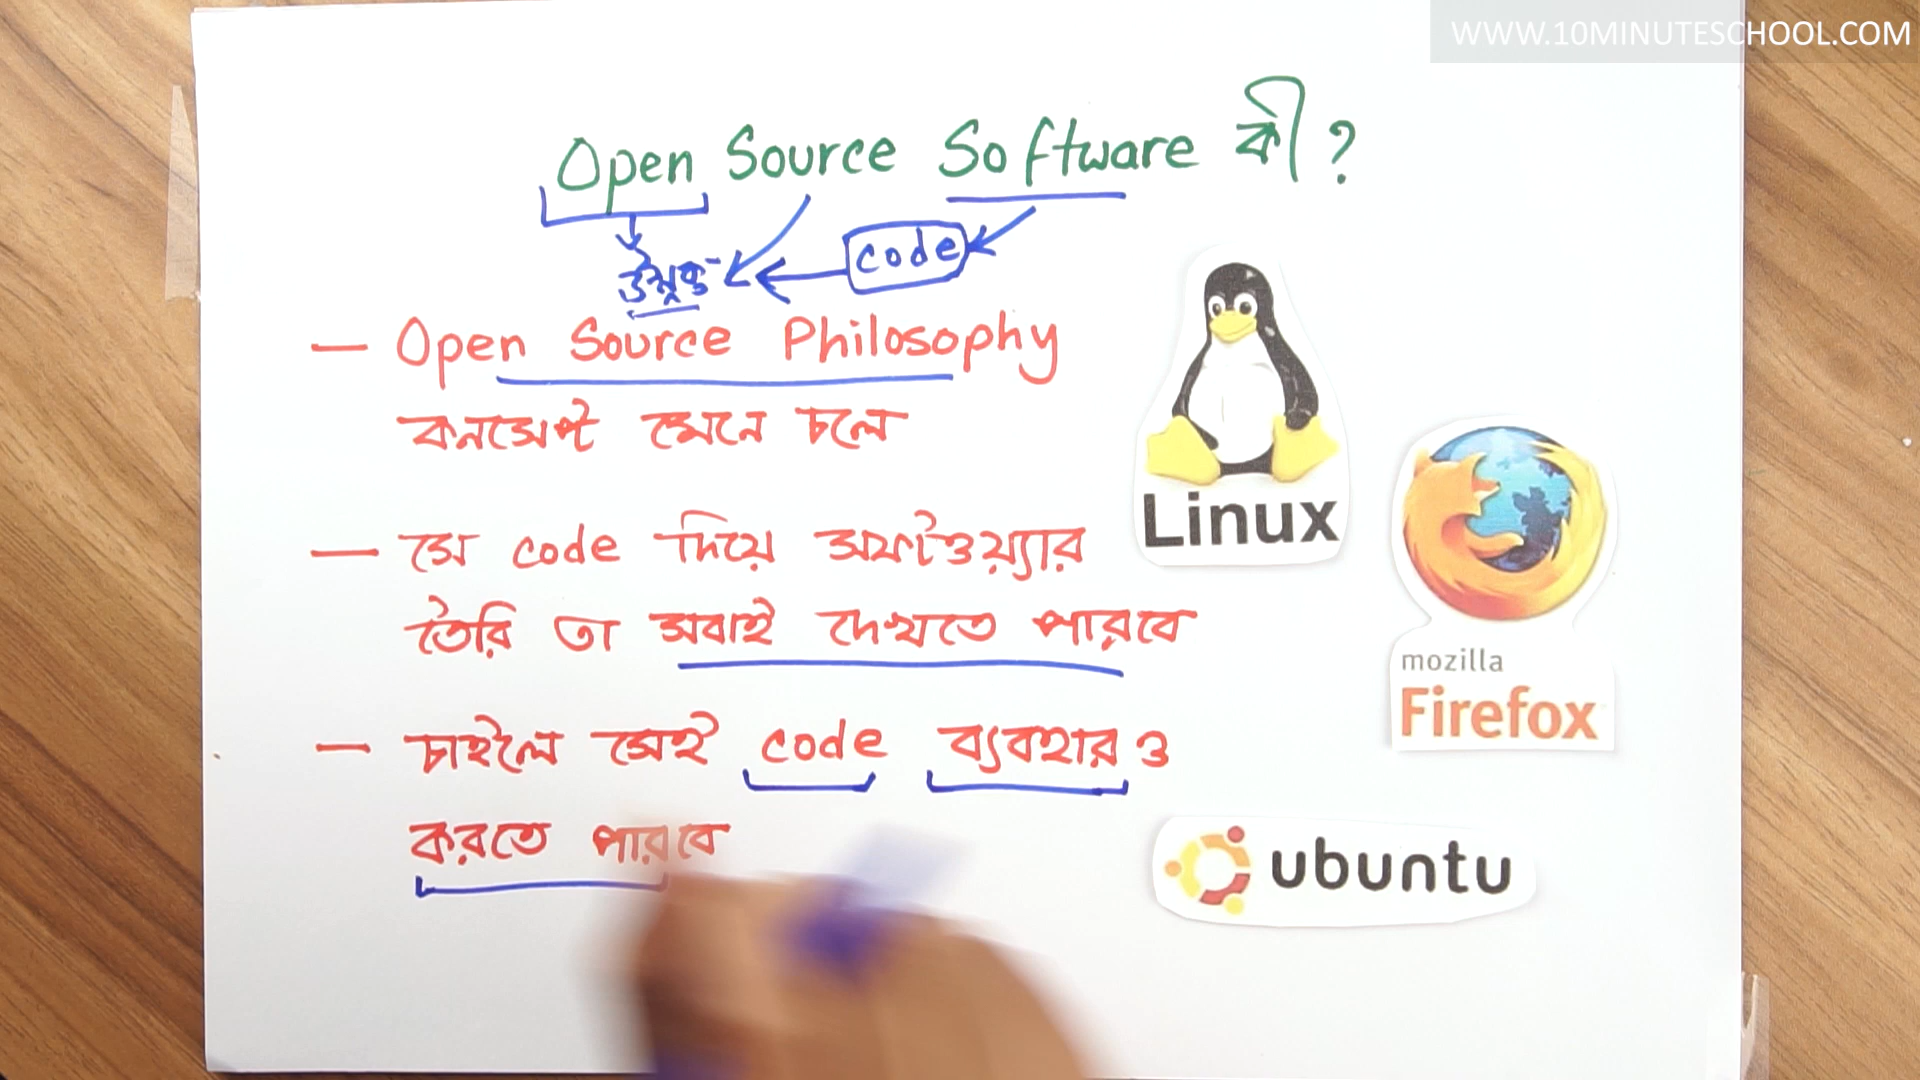 WWW.10MINUTESCHOOL.COM
Open Source Software কী?
code
উন্মুক্ত
— Open Source Philosophy
কনসেপ্ট মেনে চলে
— যে code দিয়ে সফটওয়্যার
তৈরি তা সবাই দেখতে পারবে
— চাইলে সেই code ব্যবহার ও
করতে পারবে
Linux
mozilla
Firefox
ubuntu